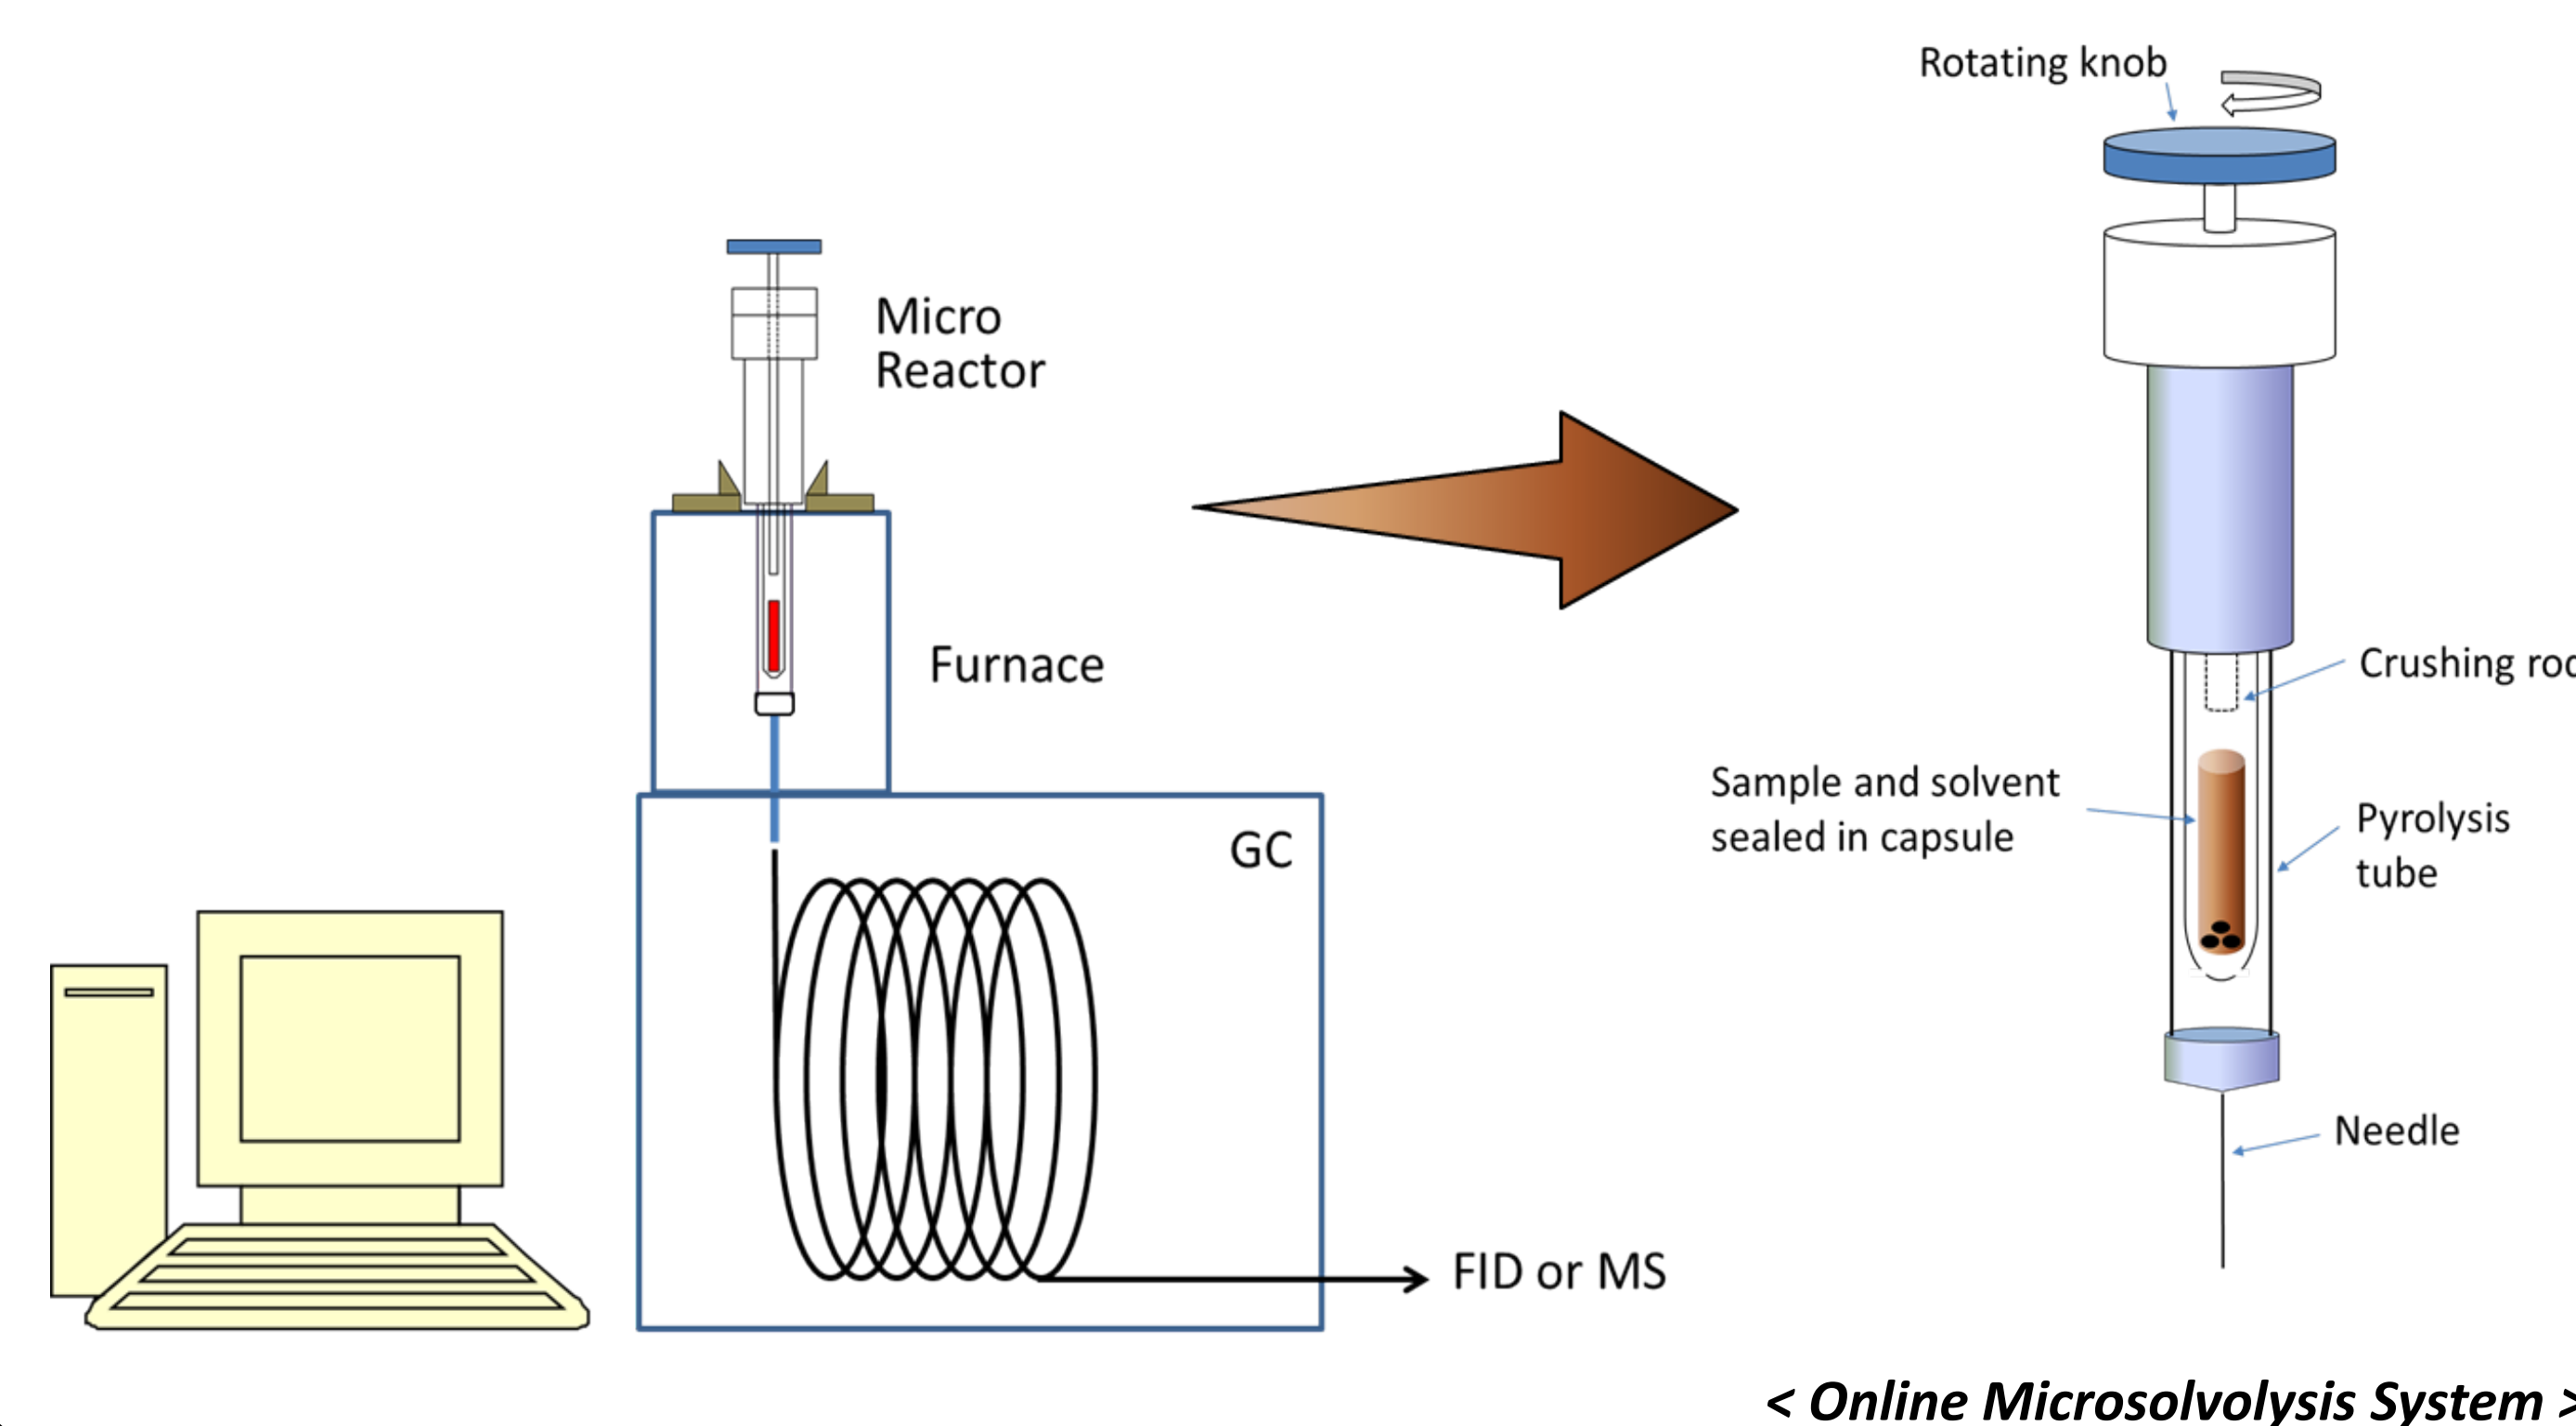 Rotating knob
Micro
Reactor
Furnace
Crushing rod
Sample and solvent
sealed in capsule
Pyrolysis
tube
GC
Needle
FID or MS
< Online Microsolvolysis System >